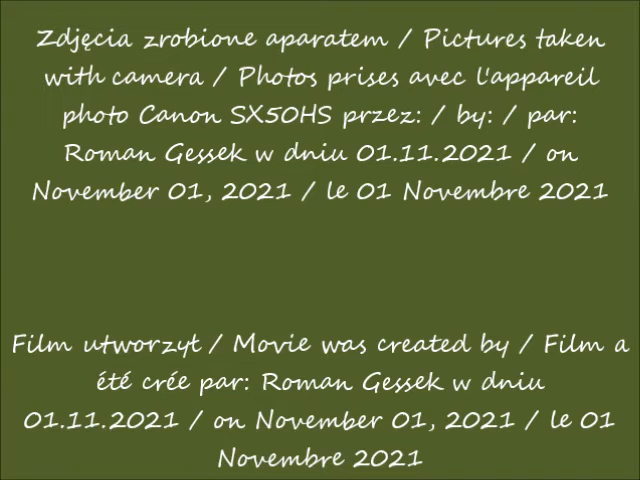 Zdjęcia zrobione aparatem / Pictures taken
with camera / Photos prises avec l'appareil
photo Canon SX50HS przez: / by: / par:
Roman Gessek w dniu 01.11.2021 / on
November 01, 2021 / le 01 Novembre 2021
Film utworzył / Movie was created by / Film a
été crée par: Roman Gessek w dniu
01.11.2021 / on November 01, 2021 / le 01
Novembre 2021